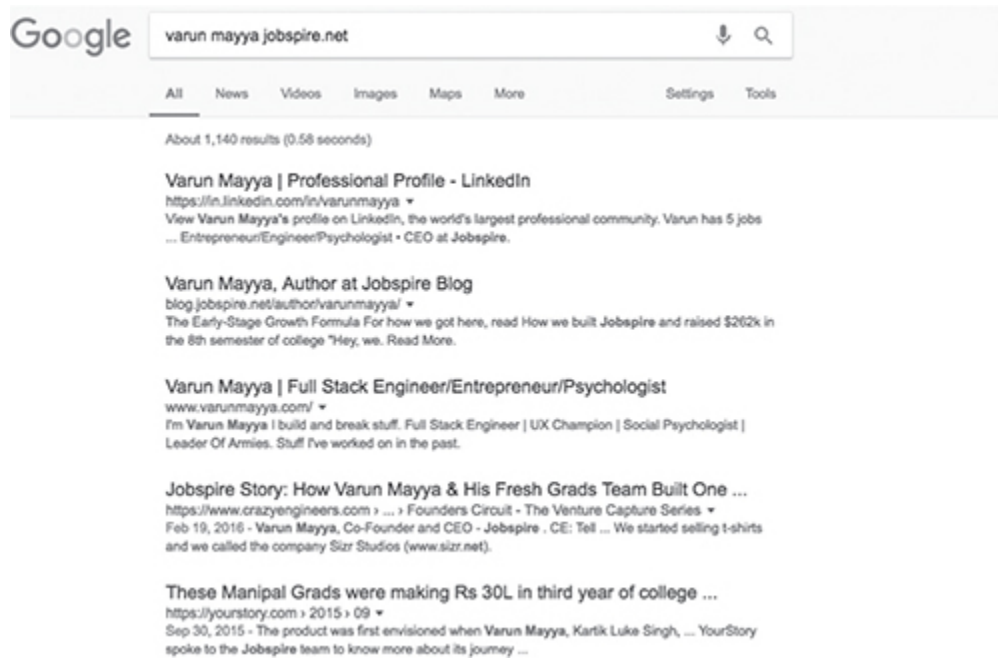 Google
varun mayya jobspire.net
All News Videos Images Maps More Settings Tools
About 1,140 results (0.58 seconds)
Varun Mayya | Professional Profile - LinkedIn
https://in.linkedin.com/in/varunmayya
View Varun Mayya's profile on LinkedIn, the world's largest professional community. Varun has 5 jobs
... Entrepreneur/Engineer/Psychologist • CEO at Jobspire.
Varun Mayya, Author at Jobspire Blog
blog.jobspire.net/author/varunmayya/
The Early-Stage Growth Formula For how we got here, read How we built Jobspire and raised $262k in
the 8th semester of college "Hey, we. Read More.
Varun Mayya | Full Stack Engineer/Entrepreneur/Psychologist
www.varunmayya.com/
I'm Varun Mayya I build and break stuff. Full Stack Engineer | UX Champion | Social Psychologist |
Leader Of Armies. Stuff I've worked on in the past.
Jobspire Story: How Varun Mayya & His Fresh Grads Team Built One ...
https://www.crazyengineers.com › ... › Founders Circuit - The Venture Capture Series
Feb 19, 2016 - Varun Mayya, Co-Founder and CEO - Jobspire . CE: Tell ... We started selling t-shirts
and we called the company Sizr Studios (www.sizr.net).
These Manipal Grads were making Rs 30L in third year of college ...
https://yourstory.com › 2015 › 09
Sep 30, 2015 - The product was first envisioned when Varun Mayya, Kartik Luke Singh, ... YourStory
spoke to the Jobspire team to know more about its journey ...